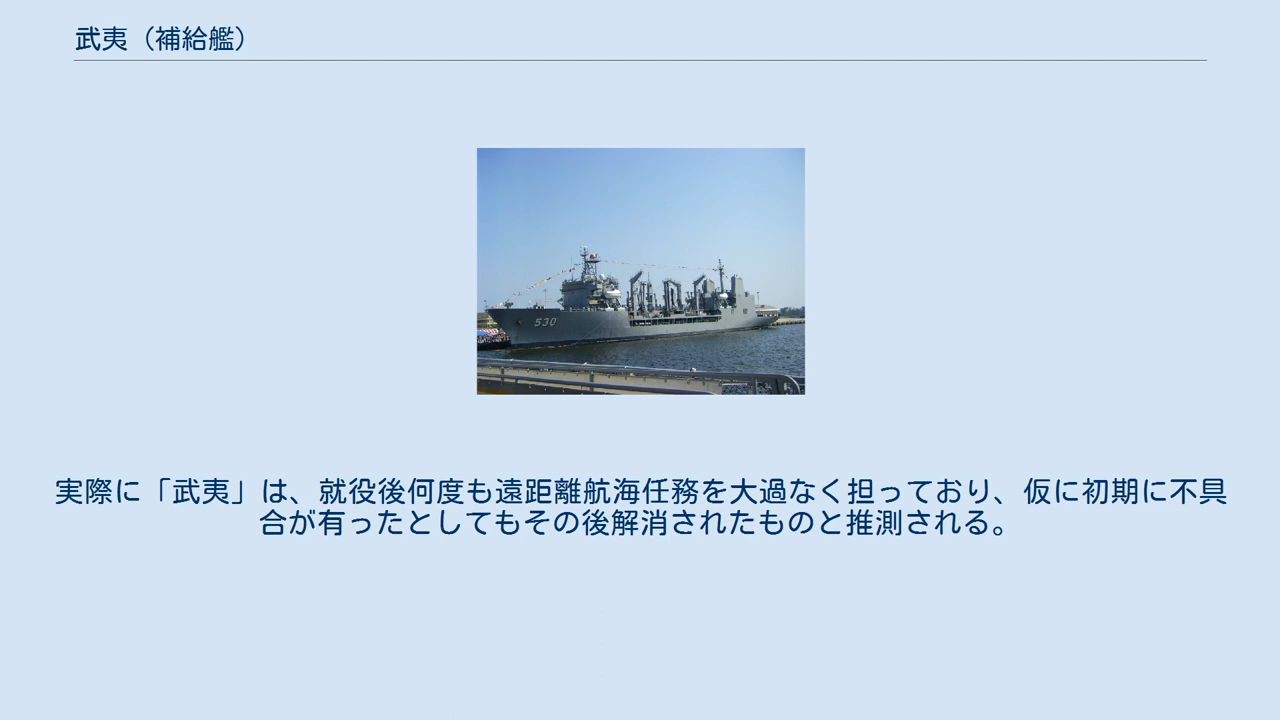 武夷（補給艦）
530
実際に「武夷」は、就役後何度も遠距離航海任務を大過なく担っており、仮に初期に不具
合が有ったとしてもその後解消されたものと推測される。